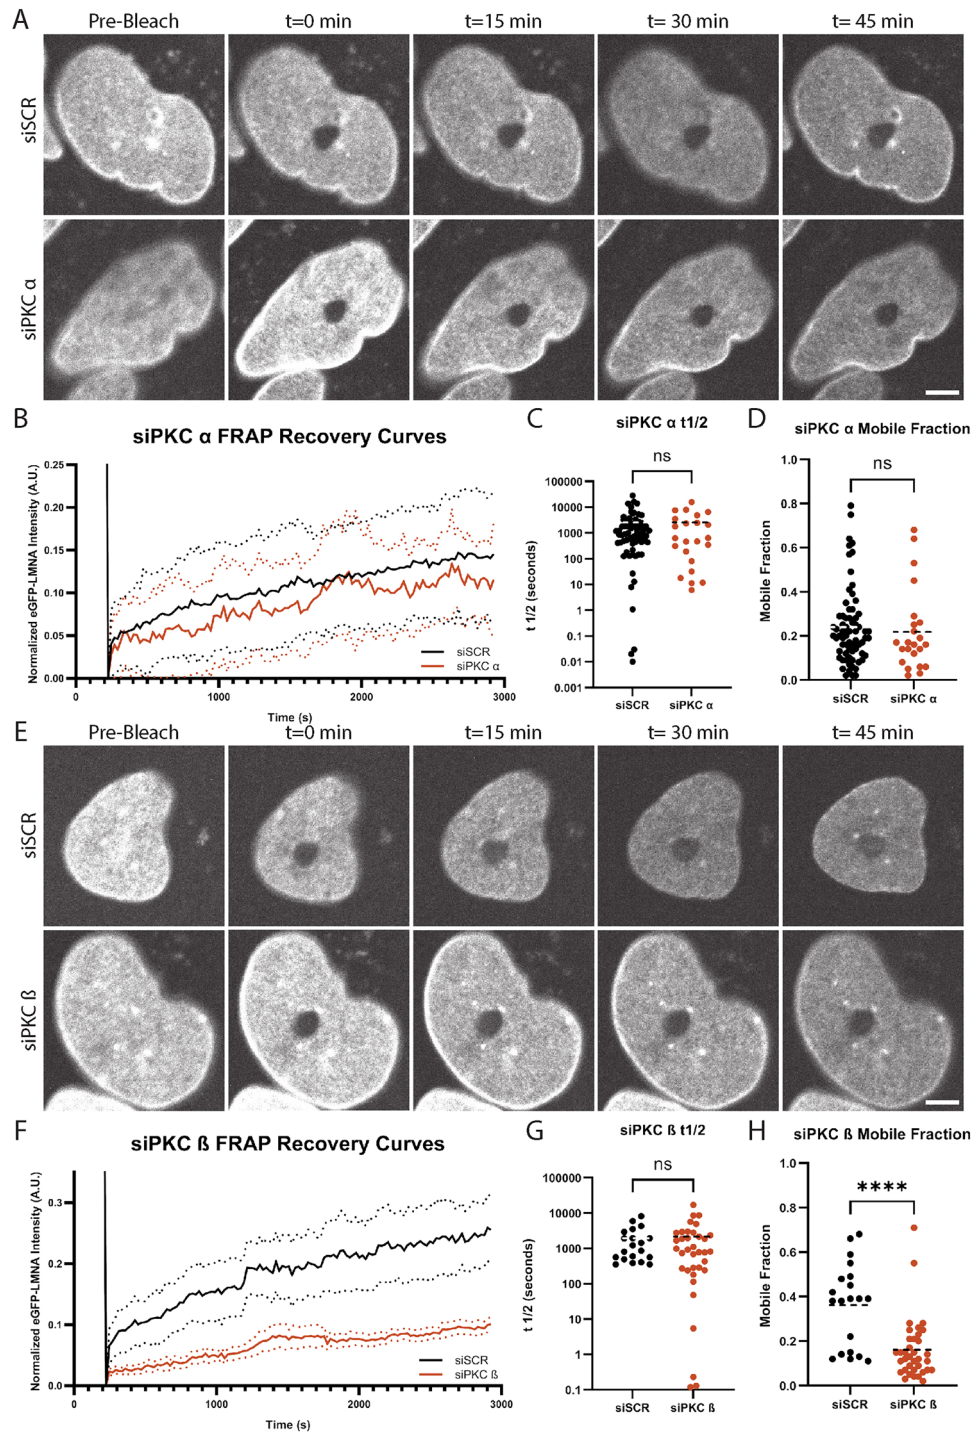 A
Pre-Bleach
t=0 min
t=15 min
t= 30 min
t= 45 min
siSCR
siPKC α
B
siPKC α FRAP Recovery Curves
Normalized eGFP-LMNA Intensity (A.U.)
0.25
0.20
0.15
0.10
0.05
0.00
0
1000
2000
3000
Time (s)
siSCR
siPKC α
C
siPKC α t1/2
ns
t 1/2 (seconds)
100000
10000
1000
100
10
1
0.1
0.01
0.001
siSCR
siPKC α
D
siPKC α Mobile Fraction
ns
Mobile Fraction
1.0
0.8
0.6
0.4
0.2
0.0
siSCR
siPKC α
E
Pre-Bleach
t=0 min
t=15 min
t= 30 min
t= 45 min
siSCR
siPKC ß
F
siPKC ß FRAP Recovery Curves
Normalized eGFP-LMNA Intensity (A.U.)
0.3
0.2
0.1
0.0
0
1000
2000
3000
Time (s)
siSCR
siPKC ß
G
siPKC ß t1/2
ns
t 1/2 (seconds)
100000
10000
1000
100
10
1
0.1
siSCR
siPKC ß
H
siPKC ß Mobile Fraction
****
Mobile Fraction
1.0
0.8
0.6
0.4
0.2
0.0
siSCR
siPKC ß